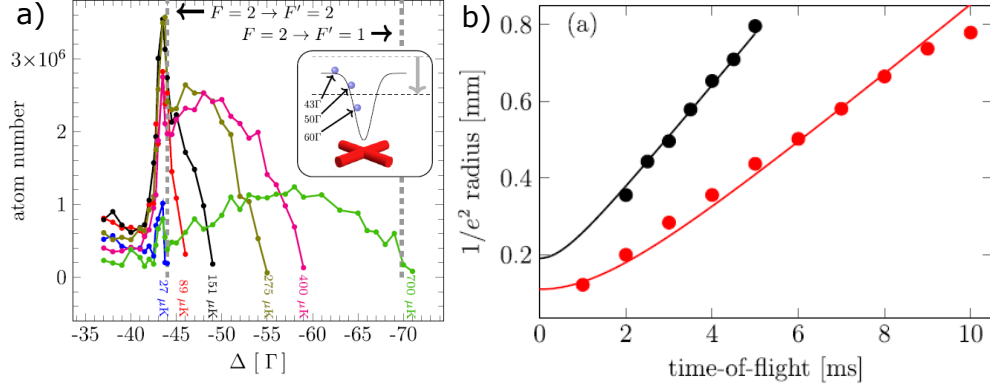 a)
F = 2 → F′ = 2
F = 2 → F′ = 1
3×10⁶
2
1
0
atom number
43Γ
50Γ
60Γ
27 μK
89 μK
151 μK
275 μK
400 μK
700 μK
-35
-40
-45
-50
-55
-60
-65
-70
Δ [ Γ ]
b)
(a)
0.8
0.6
0.4
0.2
1/e² radius [mm]
0
2
4
6
8
10
time-of-flight [ms]